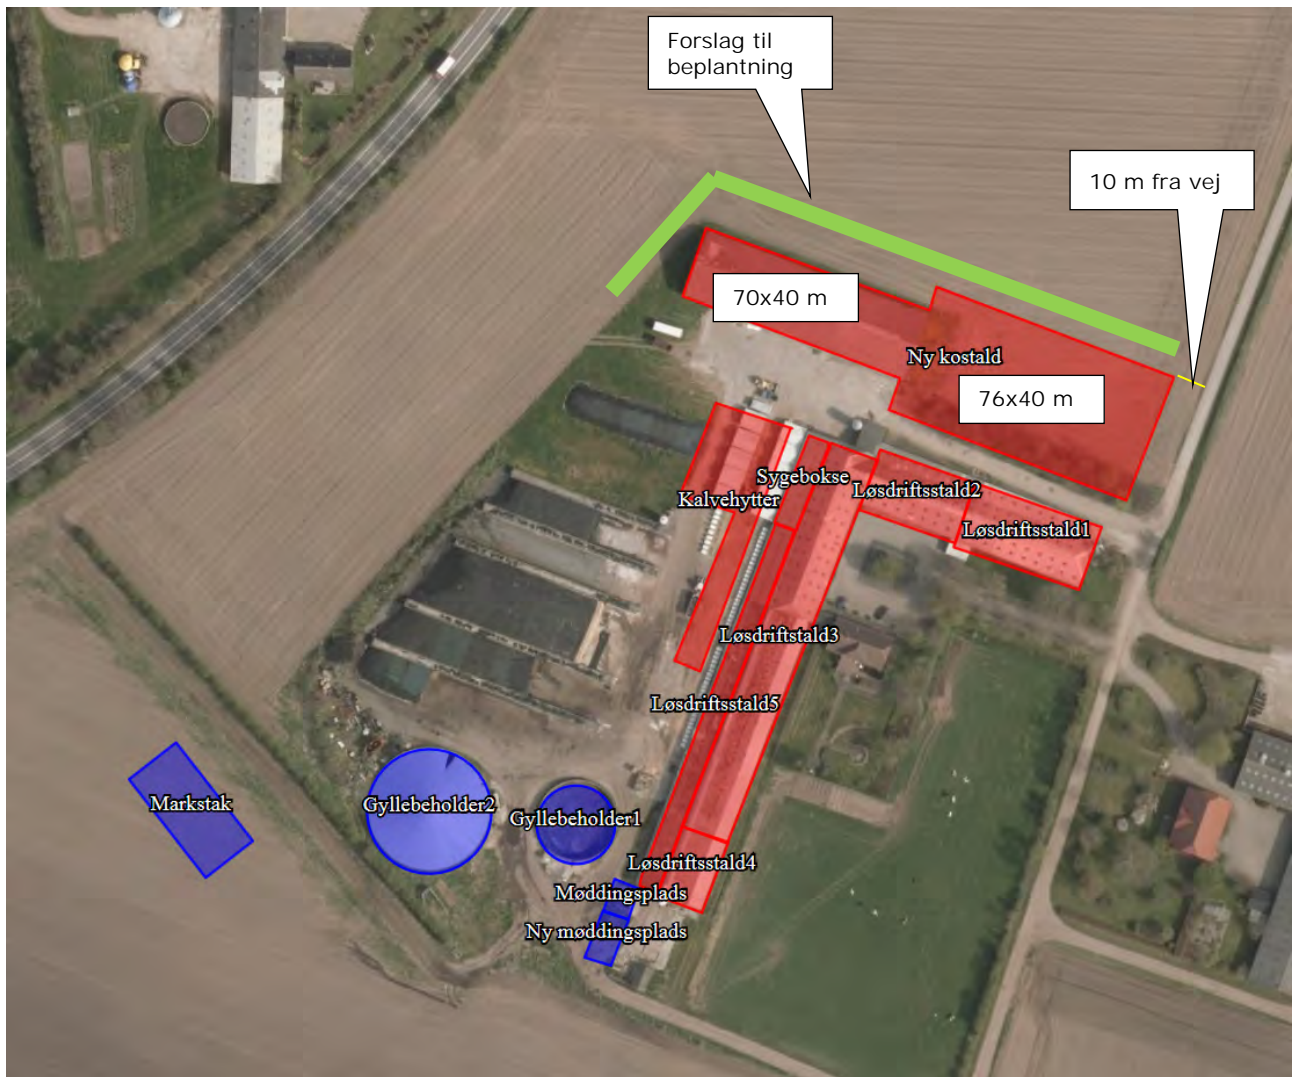 Forslag til
beplantning
10 m fra vej
70x40 m
Ny kostald
76x40 m
Sygebokse
Løsdriftsstald2
Kalvehytter
Løsdriftsstald1
Løsdriftstald3
Løsdriftsstald5
Markstak
Gyllebeholder2
Gyllebeholder1
Løsdriftsstald4
Møddingsplads
Ny møddingsplads